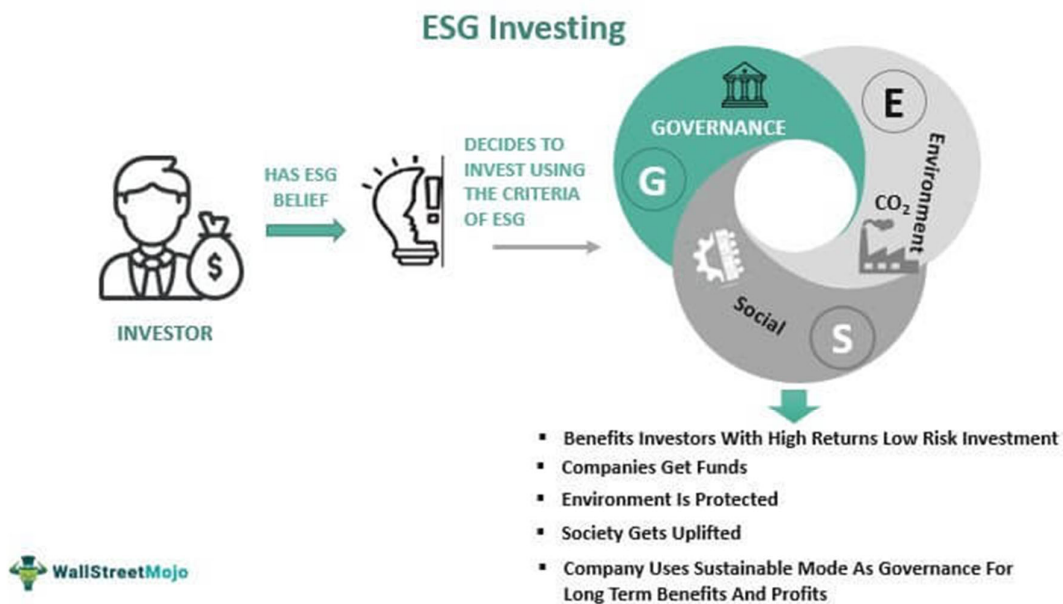 ESG Investing
GOVERNANCE
E
Environment
G
CO₂
Social
S
HAS ESG
BELIEF
DECIDES TO
INVEST USING
THE CRITERIA
OF ESG
$
INVESTOR
Benefits Investors With High Returns Low Risk Investment
Companies Get Funds
Environment Is Protected
Society Gets Uplifted
Company Uses Sustainable Mode As Governance For
Long Term Benefits And Profits
WallStreetMojo